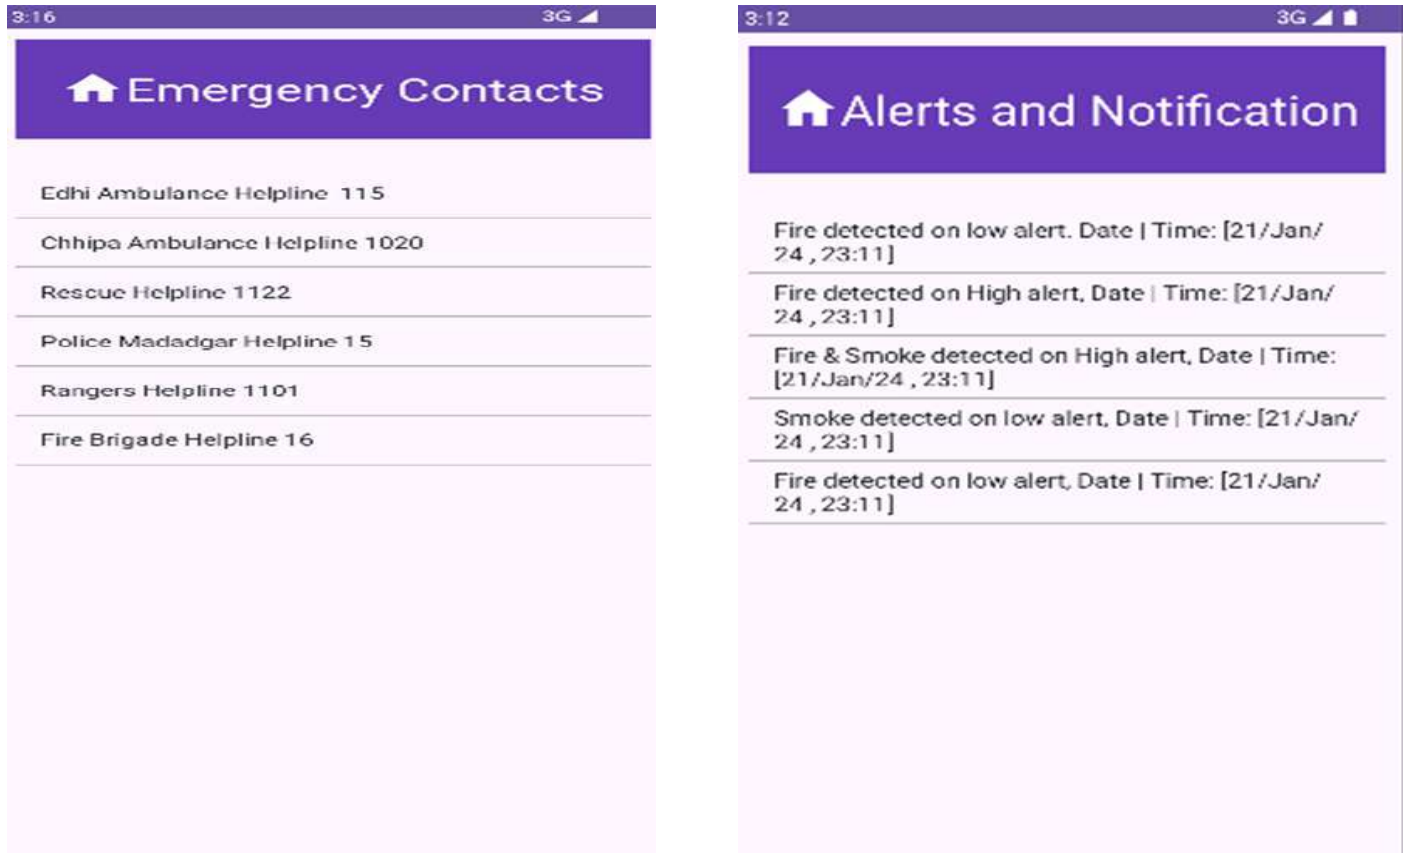 3:16 3G
Emergency Contacts
Edhi Ambulance Helpline 115
Chhipa Ambulance Helpline 1020
Rescue Helpline 1122
Police Madadgar Helpline 15
Rangers Helpline 1101
Fire Brigade Helpline 16
3:12 3G
Alerts and Notification
Fire detected on low alert. Date | Time: [21/Jan/
24 , 23:11]
Fire detected on High alert, Date | Time: [21/Jan/
24 , 23:11]
Fire & Smoke detected on High alert, Date | Time:
[21/Jan/24 , 23:11]
Smoke detected on low alert, Date | Time: [21/Jan/
24 , 23:11]
Fire detected on low alert, Date | Time: [21/Jan/
24 , 23:11]